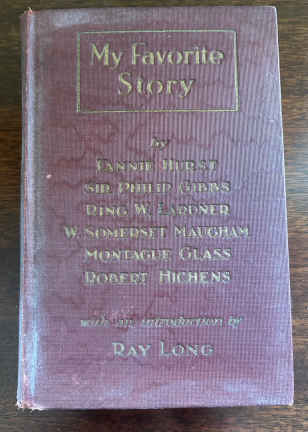 My Favorite
Story
by
FANNIE HURST
SIR PHILIP GIBBS
RING W. LARDNER
W. SOMERSET MAUGHAM
MONTAGUE GLASS
ROBERT HICHENS
with an introduction by
RAY LONG